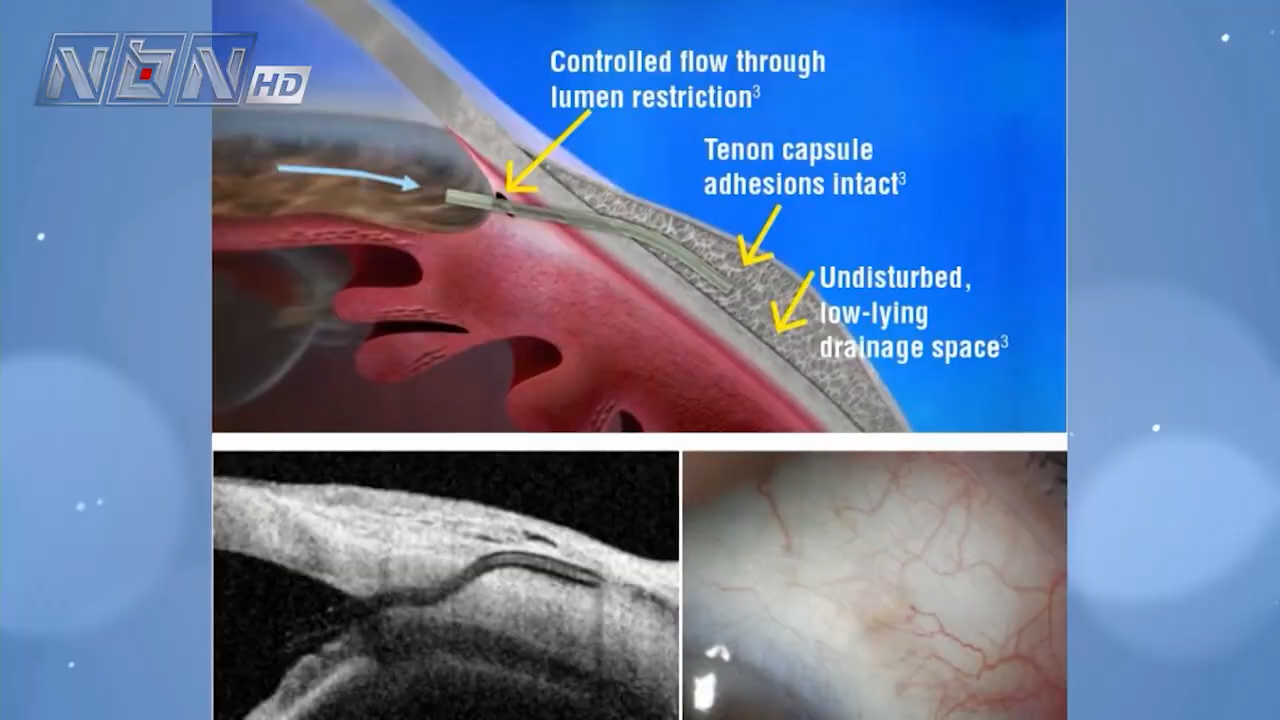 NBN HD
Controlled flow through
lumen restriction3
Tenon capsule
adhesions intact3
Undisturbed,
low-lying
drainage space3